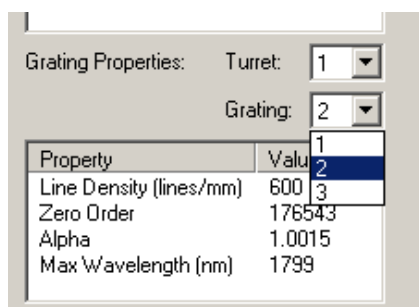 Grating Properties: Turret: 1
Grating: 2
1
2
3
Property Valu
Line Density (lines/mm) 600
Zero Order 176543
Alpha 1.0015
Max Wavelength (nm) 1799